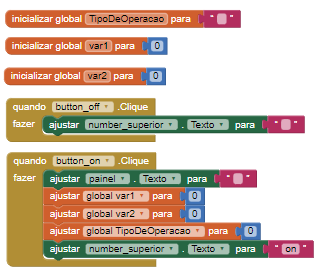 inicializar global TipoDeOperacao para " "
inicializar global var1 para 0
inicializar global var2 para 0
quando button_off .Clique
fazer ajustar number_superior . Texto para " "
quando button_on .Clique
fazer ajustar painel . Texto para " "
ajustar global var1 para 0
ajustar global var2 para 0
ajustar global TipoDeOperacao para 0
ajustar number_superior . Texto para " on "